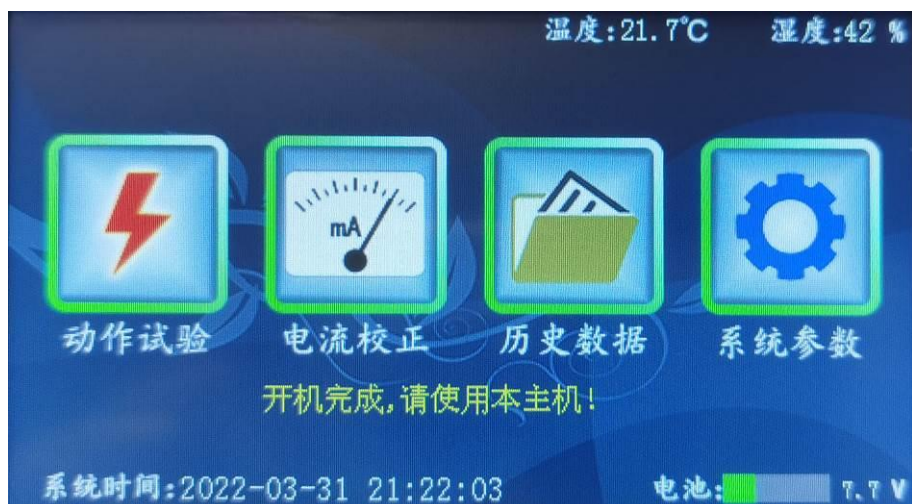 温度:21.7℃ 湿度:42 %
mA
动作试验 电流校正 历史数据 系统参数
开机完成,请使用本主机!
系统时间:2022-03-31 21:22:03 电池: 7.7 V